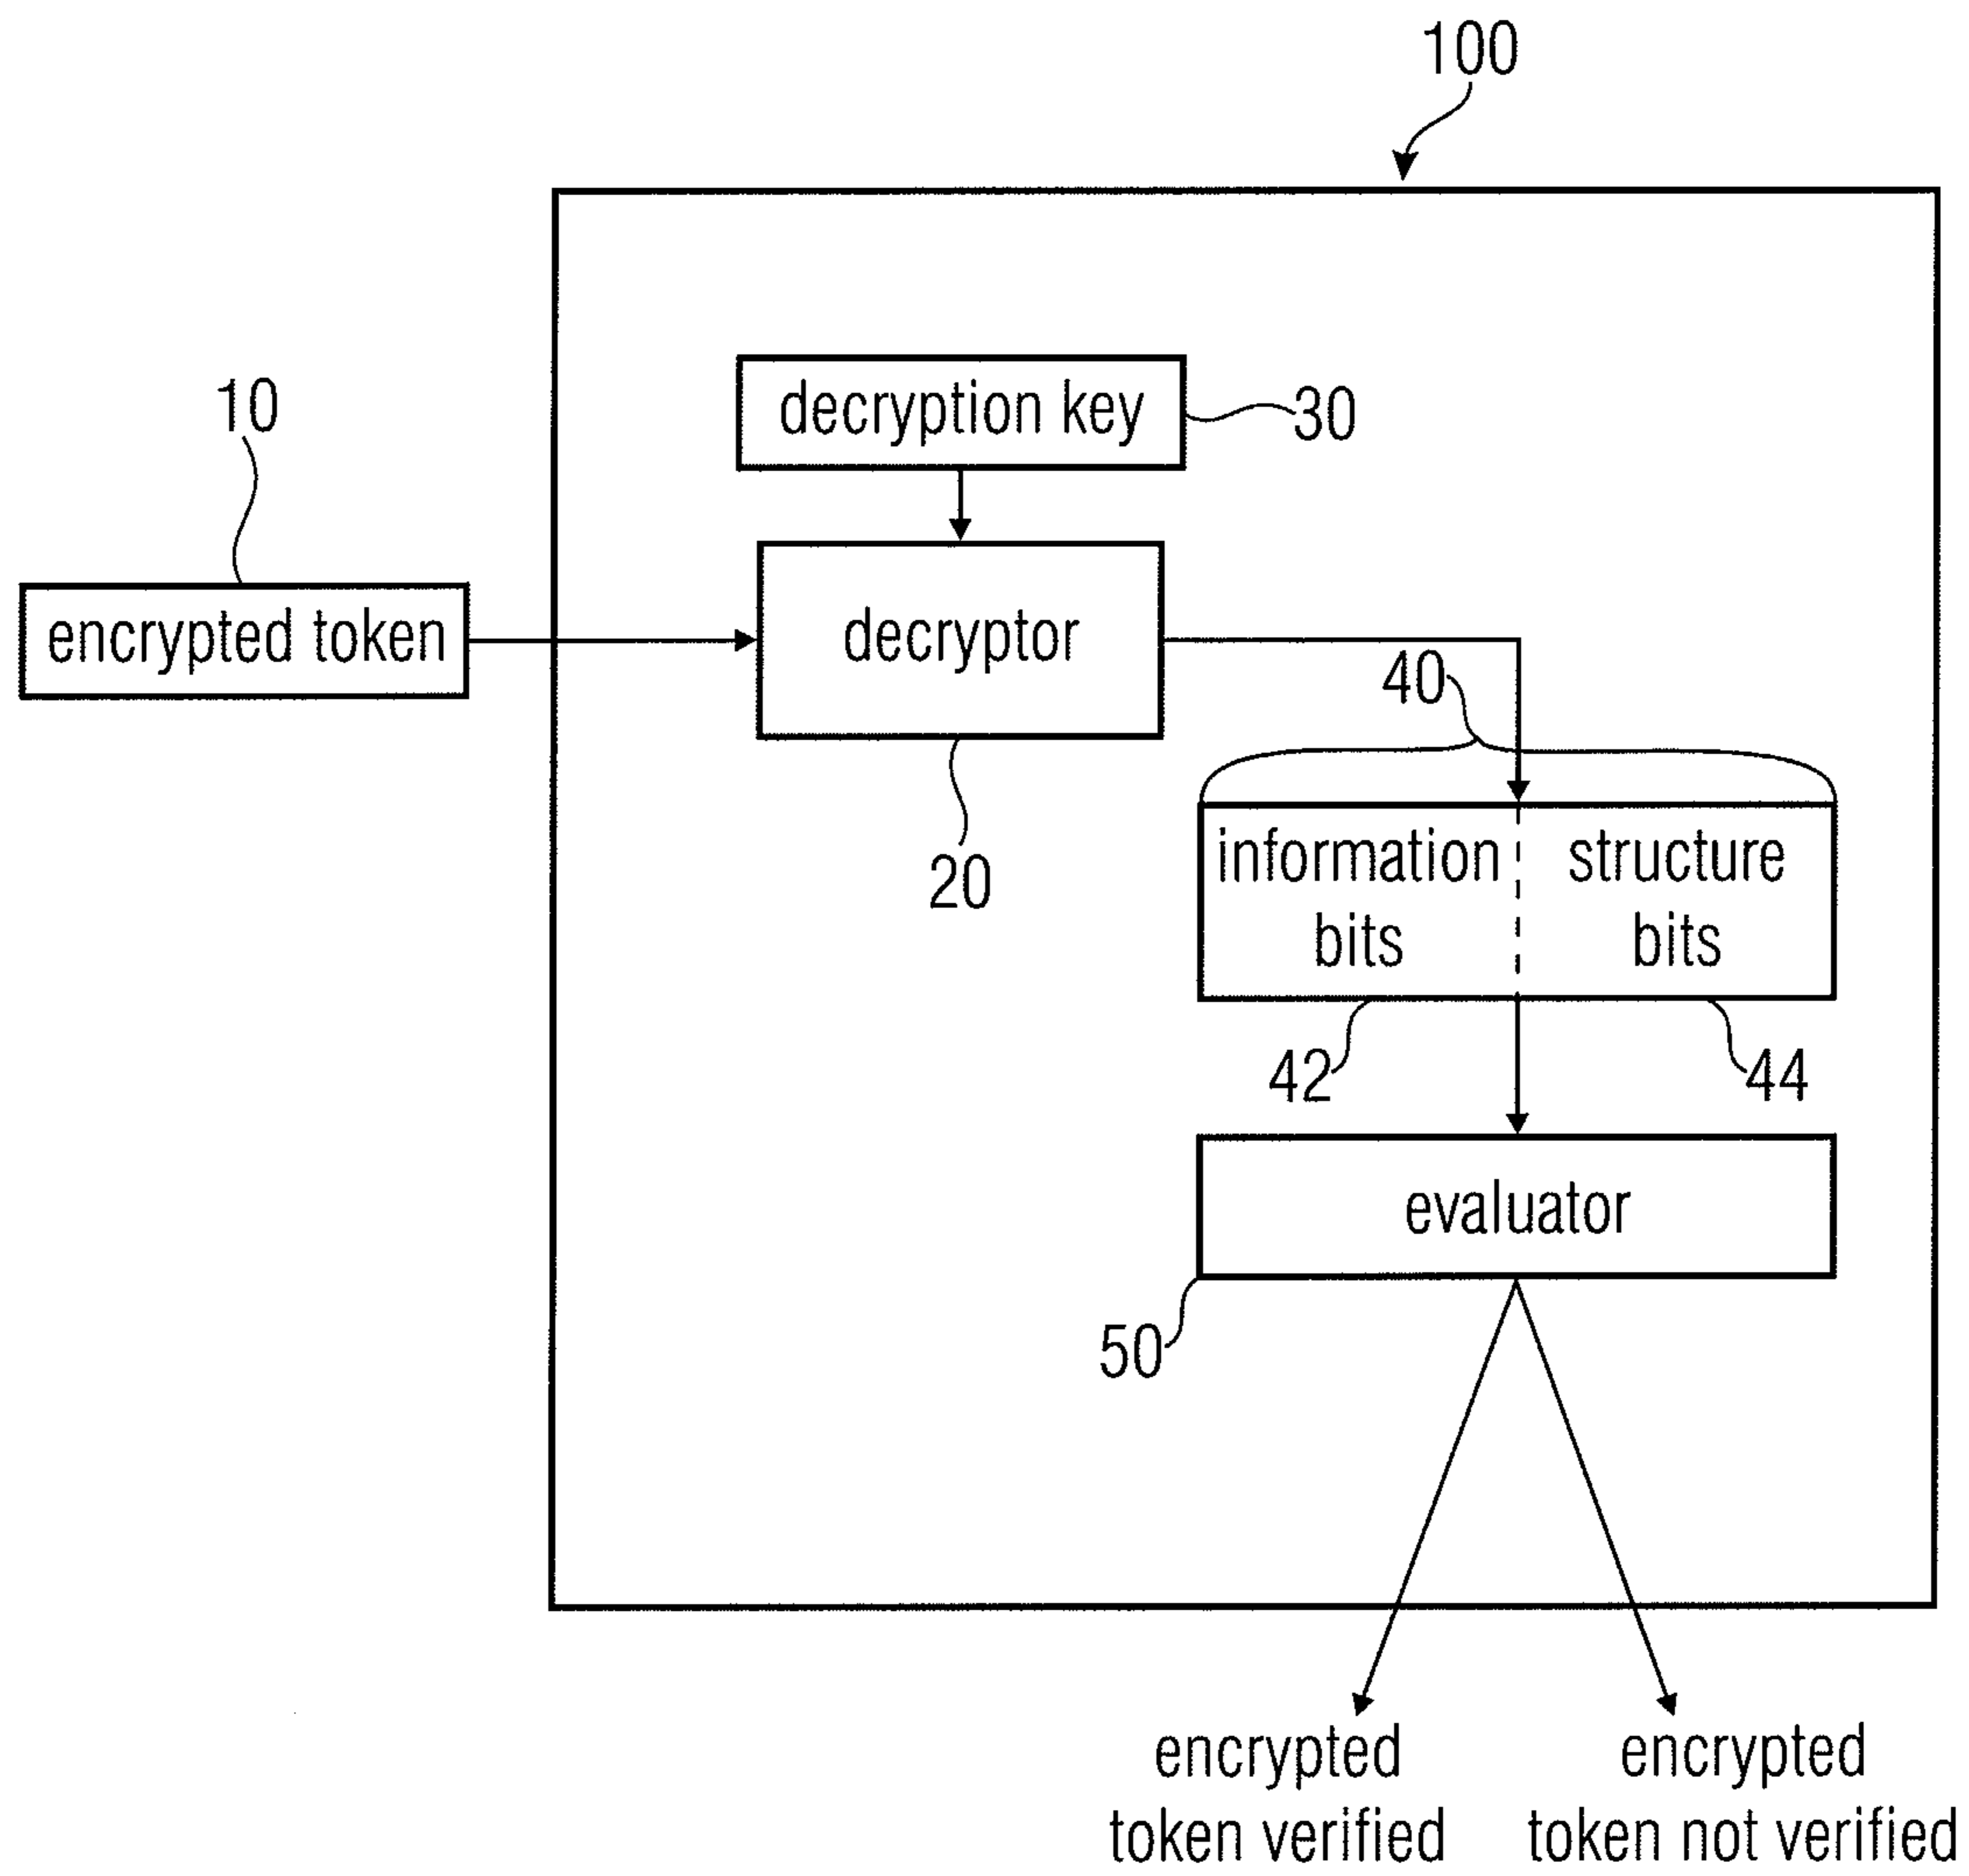 100
10
decryption key
30
encrypted token
decryptor
40
20
information
bits
structure
bits
42
44
evaluator
50
encrypted
token verified
encrypted
token not verified